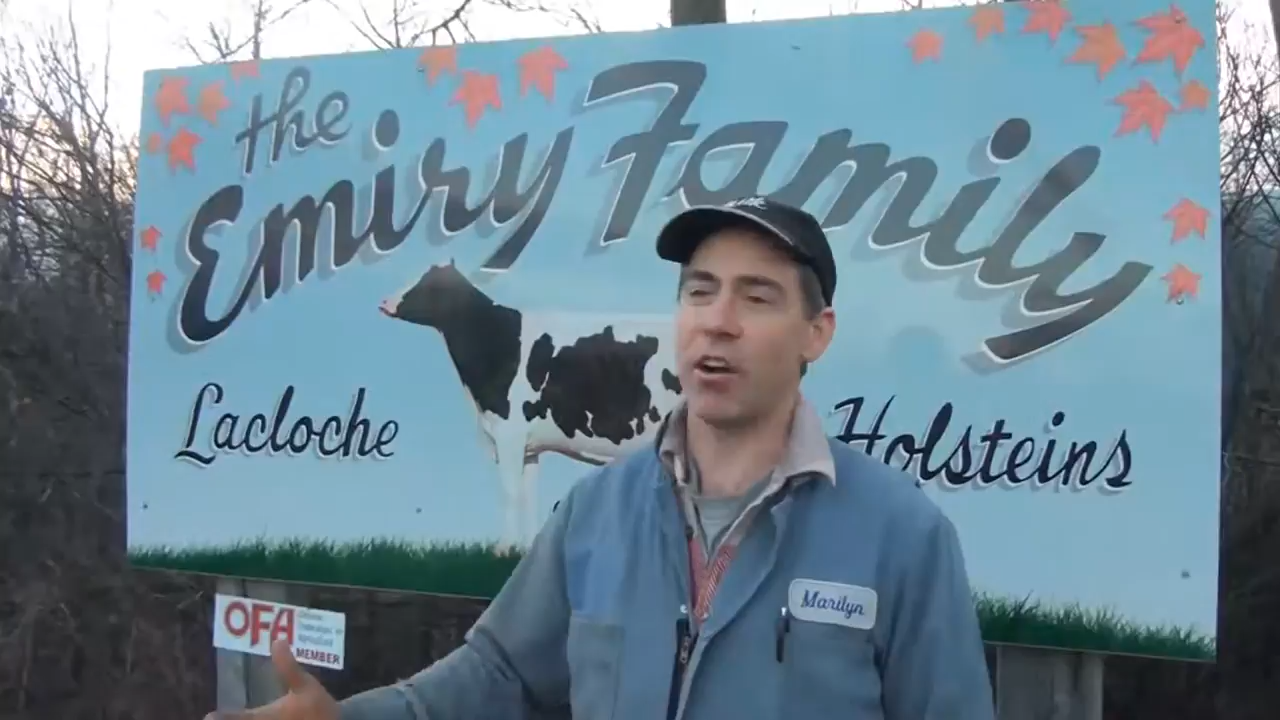 the
Emiry Family
Lacloche Holsteins
Marilyn
OFA
MEMBER